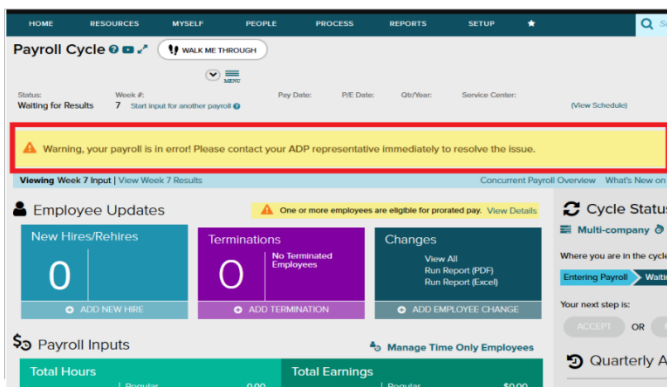 HOME RESOURCES MYSELF PEOPLE PROCESS REPORTS SETUP
Payroll Cycle WALK ME THROUGH
MENU
Status: Week #: Pay Date: P/E Date: Qtr/Year: Service Center:
Waiting for Results 7 Start input for another payroll (View Schedule)
Warning, your payroll is in error! Please contact your ADP representative immediately to resolve the issue.
Viewing Week 7 Input | View Week 7 Results Concurrent Payroll Overview What's New on
Employee Updates One or more employees are eligible for prorated pay. View Details Cycle Statu
New Hires/Rehires Terminations Changes Multi-company
0 0 No Terminated Employees View All
Run Report (PDF)
Run Report (Excel)
Where you are in the cycle
Entering Payroll Waiti
ADD NEW HIRE ADD TERMINATION ADD EMPLOYEE CHANGE
Your next step is:
ACCEPT OR
Payroll Inputs Manage Time Only Employees
Quarterly A
Total Hours Total Earnings
Regular 0.00 Regular $0.00